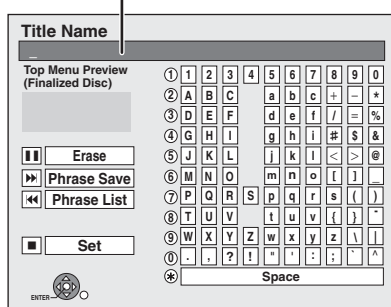 Title Name
_
Top Menu Preview
(Finalized Disc)
① 1 2 3 4 5 6 7 8 9 0
② A B C a b c + − *
③ D E F d e f / = %
④ G H I g h i # $ &
⑤ J K L j k l < > @
⑥ M N O m n o [ ] _
⑦ P Q R S p q r s ( )
⑧ T U V t u v { } ~
⑨ W X Y Z w x y z \ |
⓪ . , ? ! " ' : ; ` ^
✱ Space
Erase
Phrase Save
Phrase List
Set
ENTER